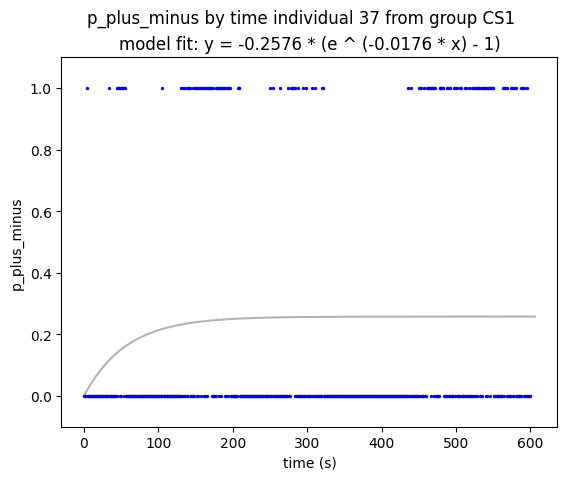 p_plus_minus by time individual 37 from group CS1
model fit: y = -0.2576 * (e ^ (-0.0176 * x) - 1)
1.0
0.8
0.6
0.4
0.2
0.0
p_plus_minus
0 100 200 300 400 500 600
time (s)